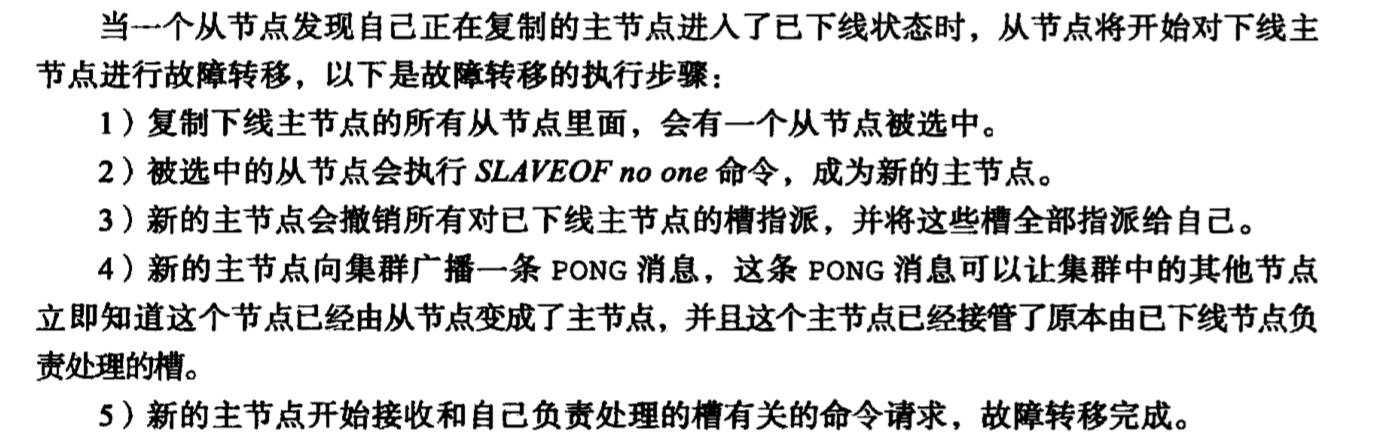 当一个从节点发现自己正在复制的主节点进入了已下线状态时，从节点将开始对下线主
节点进行故障转移，以下是故障转移的执行步骤：
1）复制下线主节点的所有从节点里面，会有一个从节点被选中。
2）被选中的从节点会执行 SLAVEOF no one 命令，成为新的主节点。
3）新的主节点会撤销所有对已下线主节点的槽指派，并将这些槽全部指派给自己。
4）新的主节点向集群广播一条 PONG 消息，这条 PONG 消息可以让集群中的其他节点
立即知道这个节点已经由从节点变成了主节点，并且这个主节点已经接管了原本由已下线节点负
责处理的槽。
5）新的主节点开始接收和自己负责处理的槽有关的命令请求，故障转移完成。